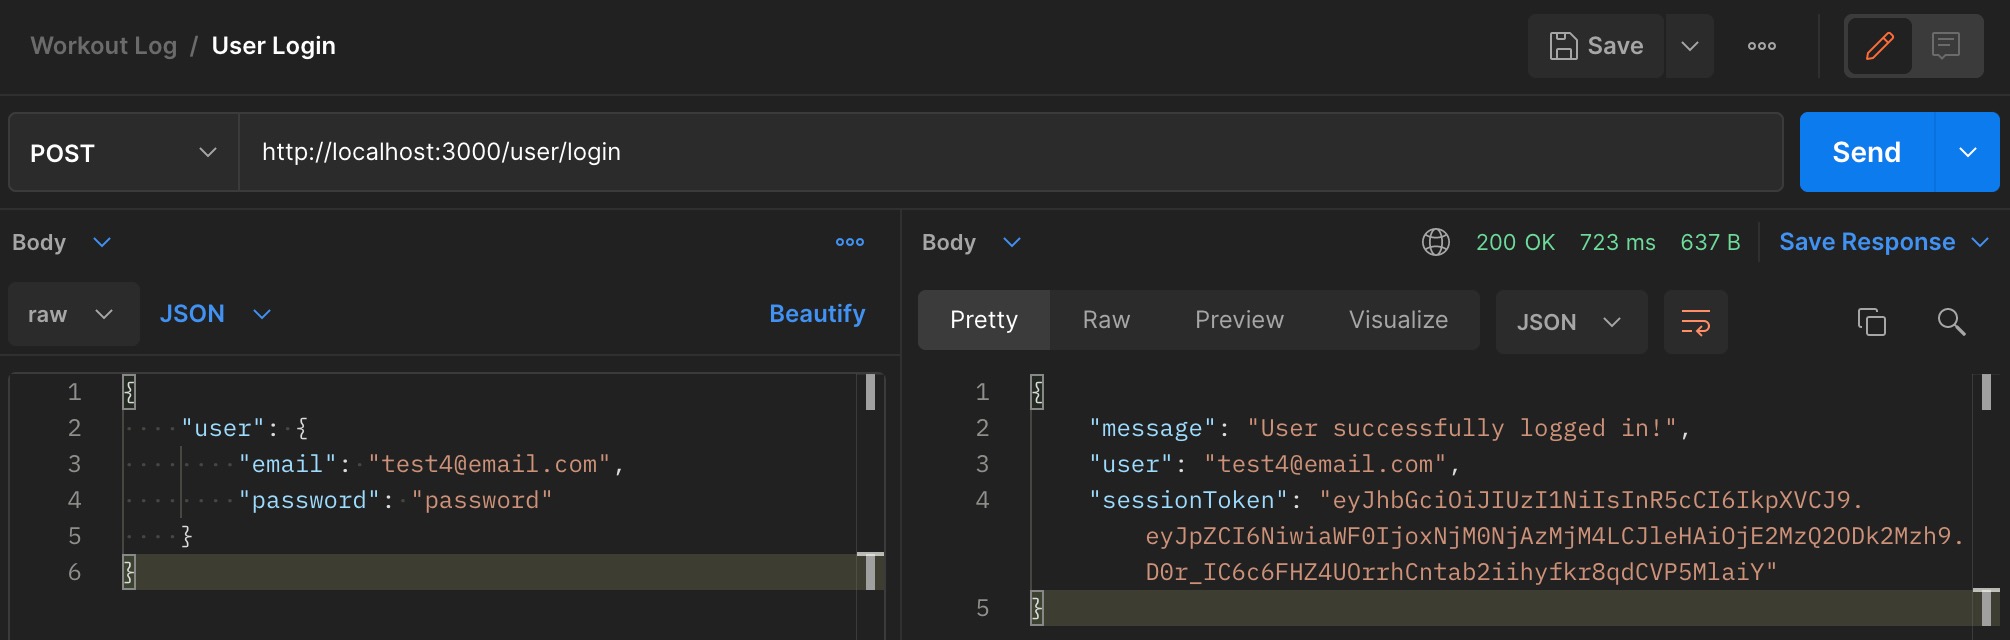 Workout Log / User Login
Save
POST
http://localhost:3000/user/login
Send
Body
raw
JSON
Beautify
1 {
2 "user": {
3 "email": "test4@email.com",
4 "password": "password"
5 }
6 }
Body
200 OK 723 ms 637 B
Save Response
Pretty Raw Preview Visualize
JSON
1 {
2 "message": "User successfully logged in!",
3 "user": "test4@email.com",
4 "sessionToken": "eyJhbGciOiJIUzI1NiIsInR5cCI6IkpXVCJ9.
eyJpZCI6NiwiaWF0IjoxNjM0NjAzMjM4LCJleHAiOjE2MzQ2ODk2Mzh9.
D0r_IC6c6FHZ4UOrrhCntab2iihyfkr8qdCVP5MlaiY"
5 }